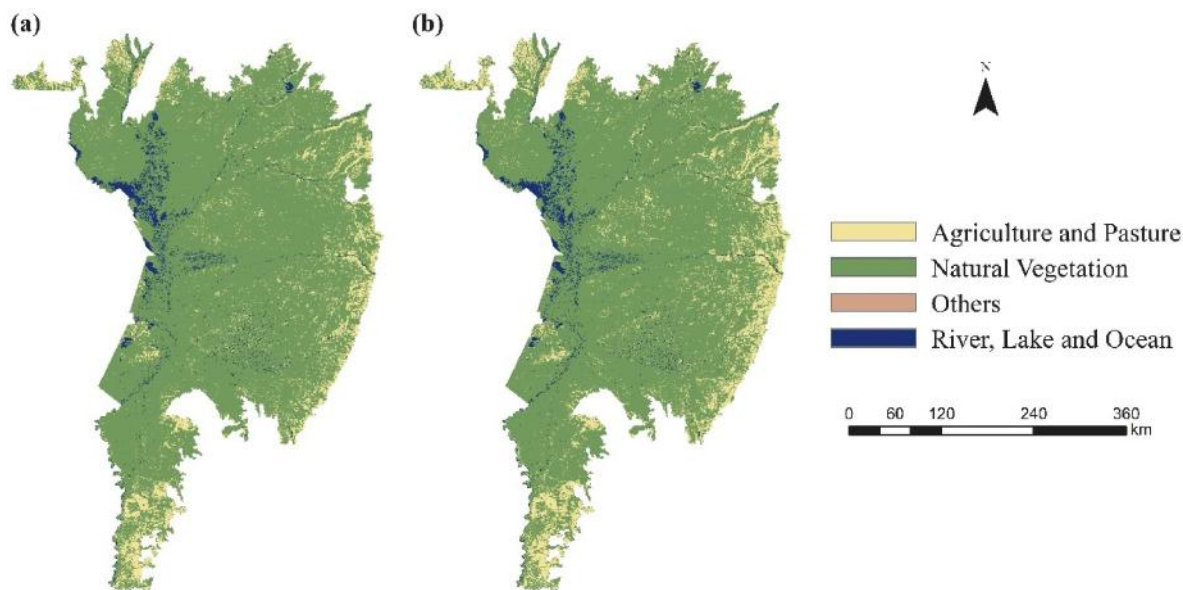 (a)
(b)
N
Agriculture and Pasture
Natural Vegetation
Others
River, Lake and Ocean
0 60 120 240 360
km